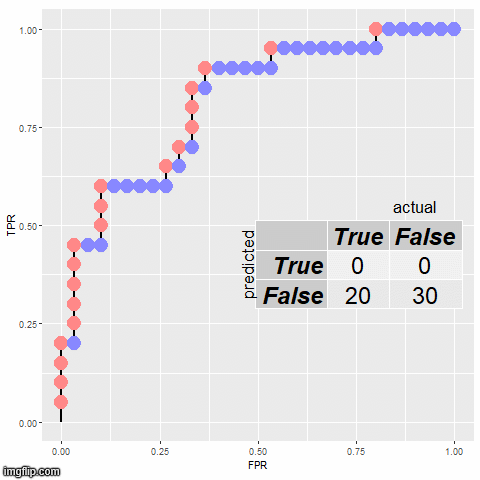 1.00
0.75
0.50
0.25
0.00
TPR
actual
predicted
True False
True 0 0
False 20 30
0.00 0.25 0.50 0.75 1.00
FPR
imgflip.com